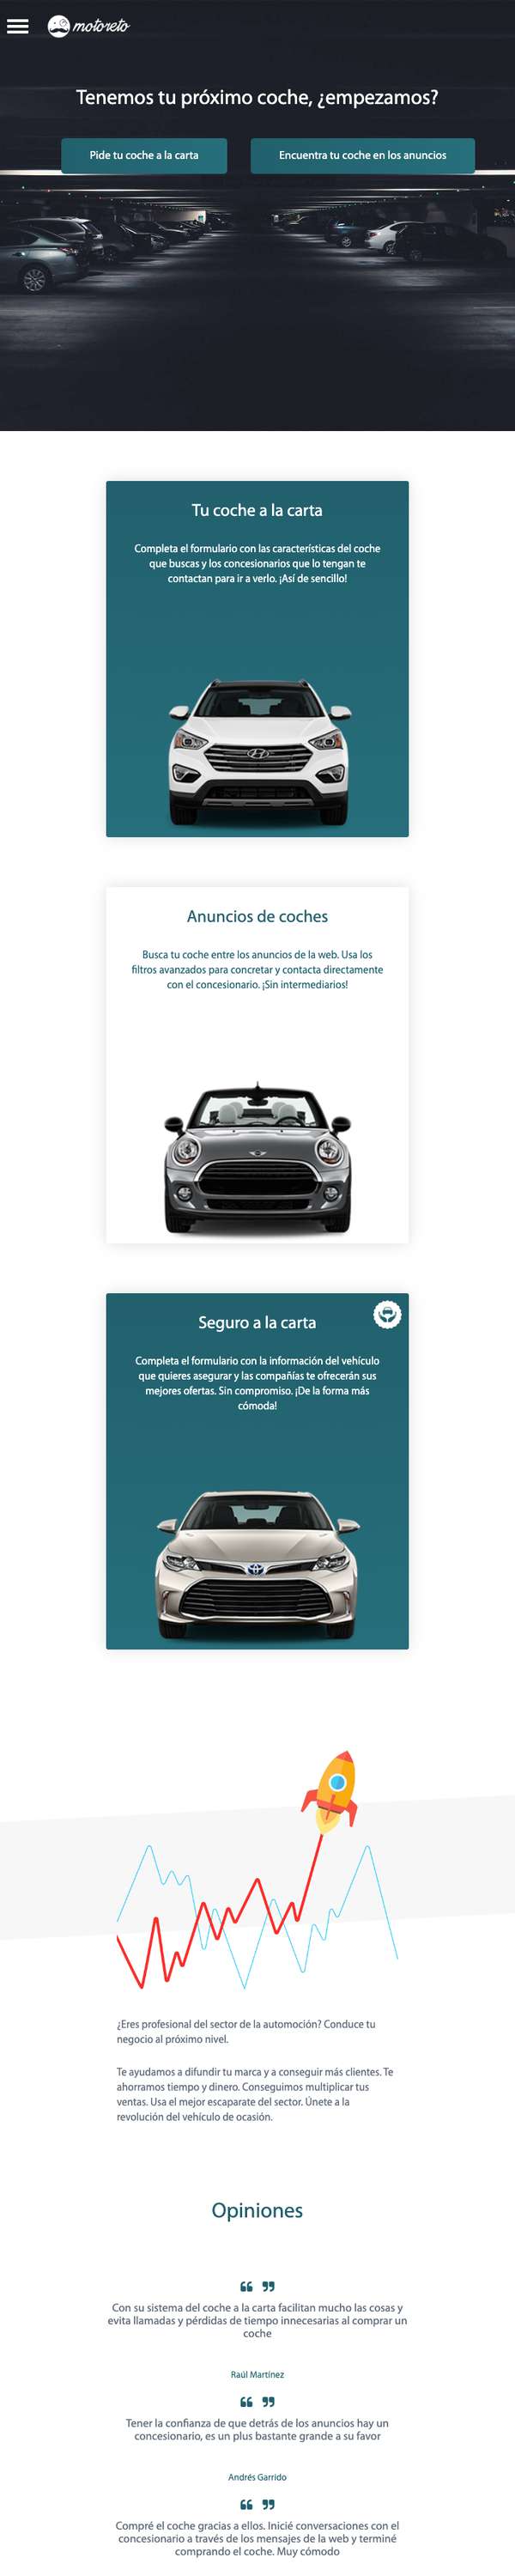 motoreto
Tenemos tu próximo coche, ¿empezamos?
Pide tu coche a la carta
Encuentra tu coche en los anuncios
Tu coche a la carta
Completa el formulario con las características del coche
que buscas y los concesionarios que lo tengan te
contactan para ir a verlo. ¡Así de sencillo!
Anuncios de coches
Busca tu coche entre los anuncios de la web. Usa los
filtros avanzados para concretar y contacta directamente
con el concesionario. ¡Sin intermediarios!
Seguro a la carta
Completa el formulario con la información del vehículo
que quieres asegurar y las compañías te ofrecerán sus
mejores ofertas. Sin compromiso. ¡De la forma más
cómoda!
¿Eres profesional del sector de la automoción? Conduce tu
negocio al próximo nivel.
Te ayudamos a difundir tu marca y a conseguir más clientes. Te
ahorramos tiempo y dinero. Conseguimos multiplicar tus
ventas. Usa el mejor escaparate del sector. Únete a la
revolución del vehículo de ocasión.
Opiniones
Con su sistema del coche a la carta facilitan mucho las cosas y
evita llamadas y pérdidas de tiempo innecesarias al comprar un
coche
Raúl Martínez
Tener la confianza de que detrás de los anuncios hay un
concesionario, es un plus bastante grande a su favor
Andrés Garrido
Compré el coche gracias a ellos. Inicié conversaciones con el
concesionario a través de los mensajes de la web y terminé
comprando el coche. Muy cómodo